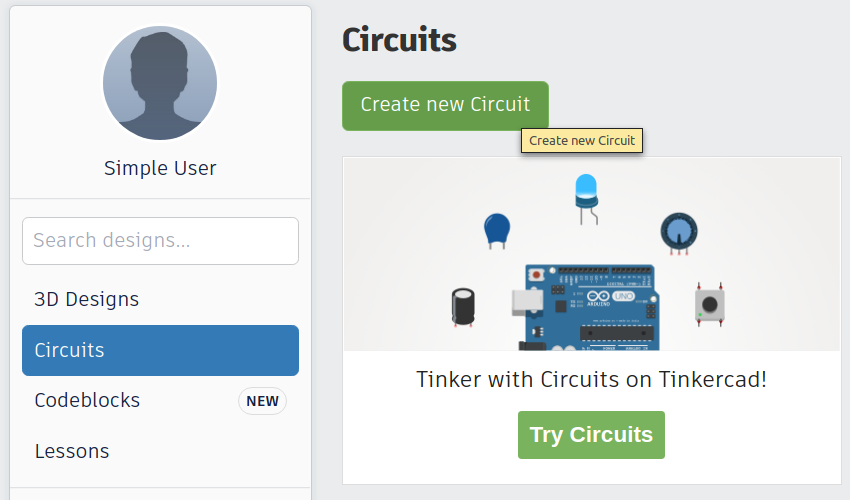 Simple User
Search designs...
3D Designs
Circuits
Codeblocks NEW
Lessons
Circuits
Create new Circuit
Create new Circuit
ARDUINO
UNO
Tinker with Circuits on Tinkercad!
Try Circuits